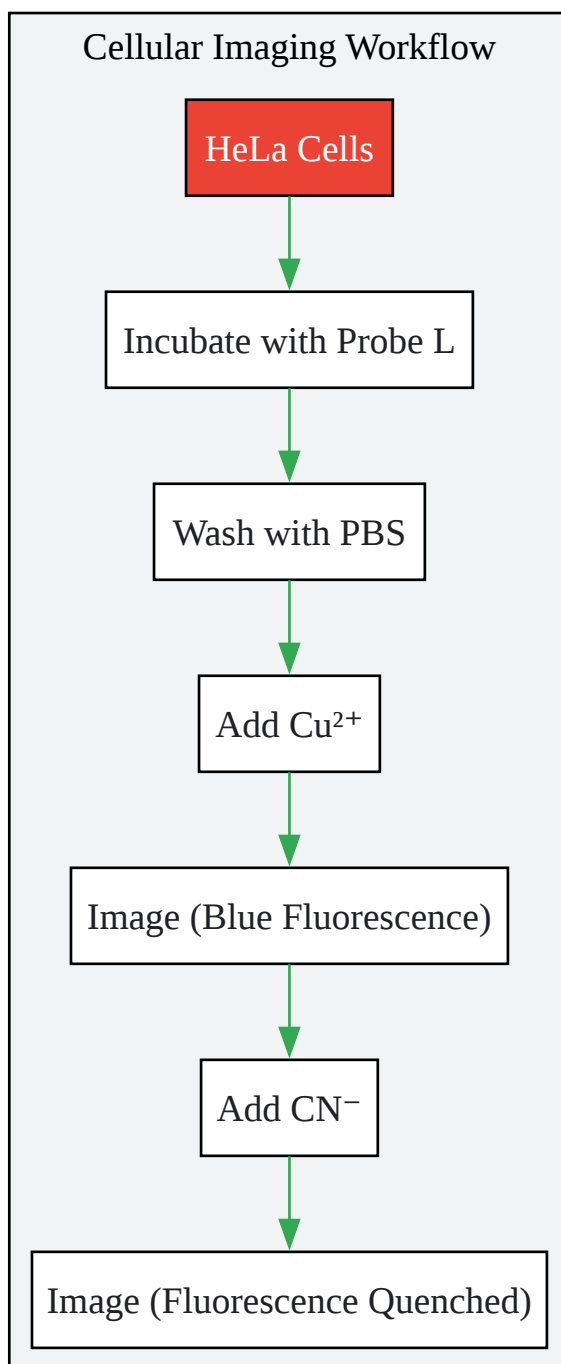 Cellular Imaging Workflow
HeLa Cells
Incubate with Probe L
Wash with PBS
Add Cu²⁺
Image (Blue Fluorescence)
Add CN⁻
Image (Fluorescence Quenched)